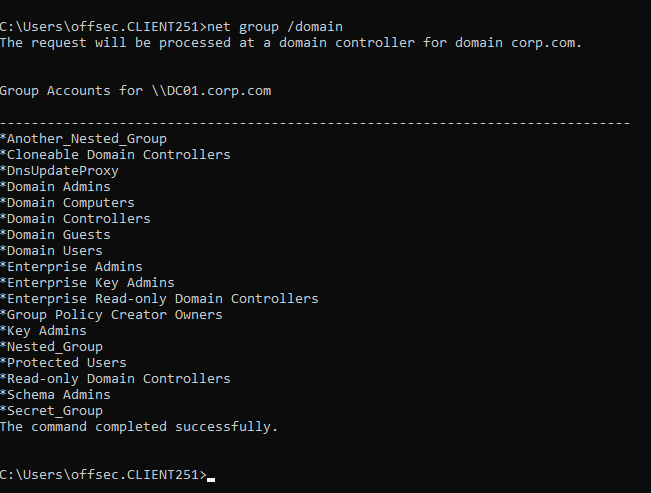 C:\Users\offsec.CLIENT251>net group /domain
The request will be processed at a domain controller for domain corp.com.
Group Accounts for \\DC01.corp.com
-------------------------------------------------------------------------------
*Another_Nested_Group
*Cloneable Domain Controllers
*DnsUpdateProxy
*Domain Admins
*Domain Computers
*Domain Controllers
*Domain Guests
*Domain Users
*Enterprise Admins
*Enterprise Key Admins
*Enterprise Read-only Domain Controllers
*Group Policy Creator Owners
*Key Admins
*Nested_Group
*Protected Users
*Read-only Domain Controllers
*Schema Admins
*Secret_Group
The command completed successfully.
C:\Users\offsec.CLIENT251>